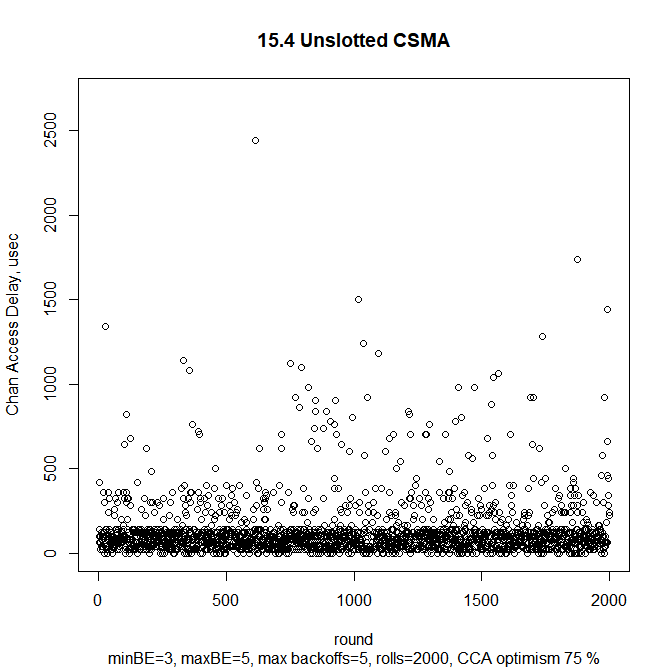 15.4 Unslotted CSMA
Chan Access Delay, usec
2500
2000
1500
1000
500
0
0 500 1000 1500 2000
round
minBE=3, maxBE=5, max backoffs=5, rolls=2000, CCA optimism 75 %